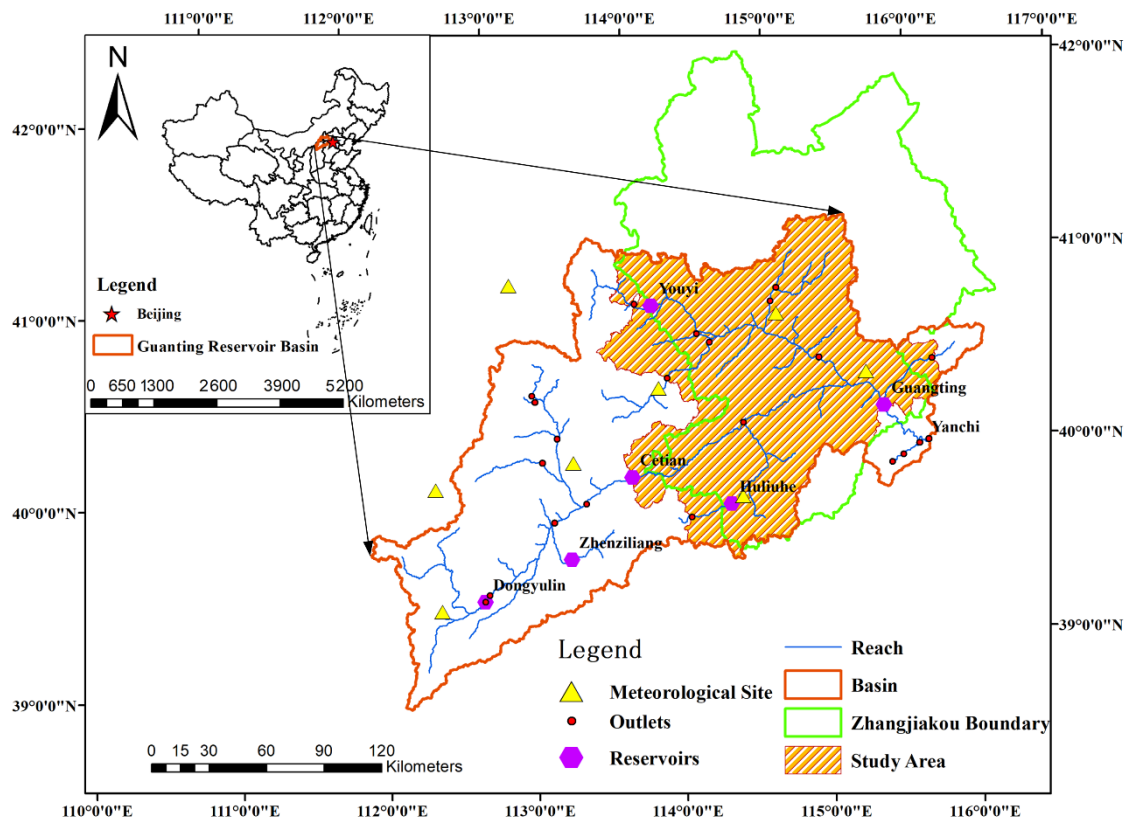 111°0'0"E 112°0'0"E 113°0'0"E 114°0'0"E 115°0'0"E 116°0'0"E 117°0'0"E
N
42°0'0"N
42°0'0"N
41°0'0"N
41°0'0"N
40°0'0"N
40°0'0"N
39°0'0"N
39°0'0"N
Legend
Beijing
Guanting Reservoir Basin
0 650 1300 2600 3900 5200
Kilometers
Youyi
Guangting
Yanchi
Cetian
Huliuhe
Zhenziliang
Dongyulin
Legend
Meteorological Site
Outlets
Reservoirs
Reach
Basin
Zhangjiakou Boundary
Study Area
0 15 30 60 90 120
Kilometers
110°0'0"E 111°0'0"E 112°0'0"E 113°0'0"E 114°0'0"E 115°0'0"E 116°0'0"E